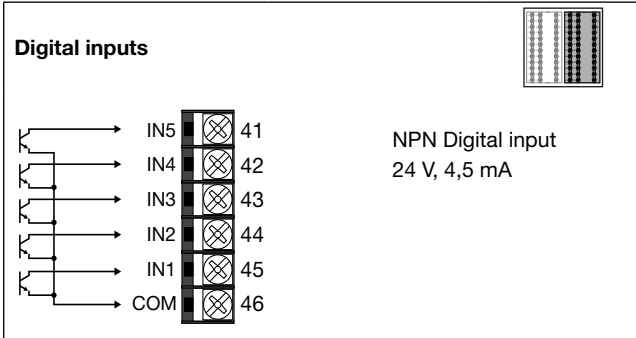 Digital inputs
IN5 41
IN4 42
IN3 43
IN2 44
IN1 45
COM 46
NPN Digital input
24 V, 4,5 mA